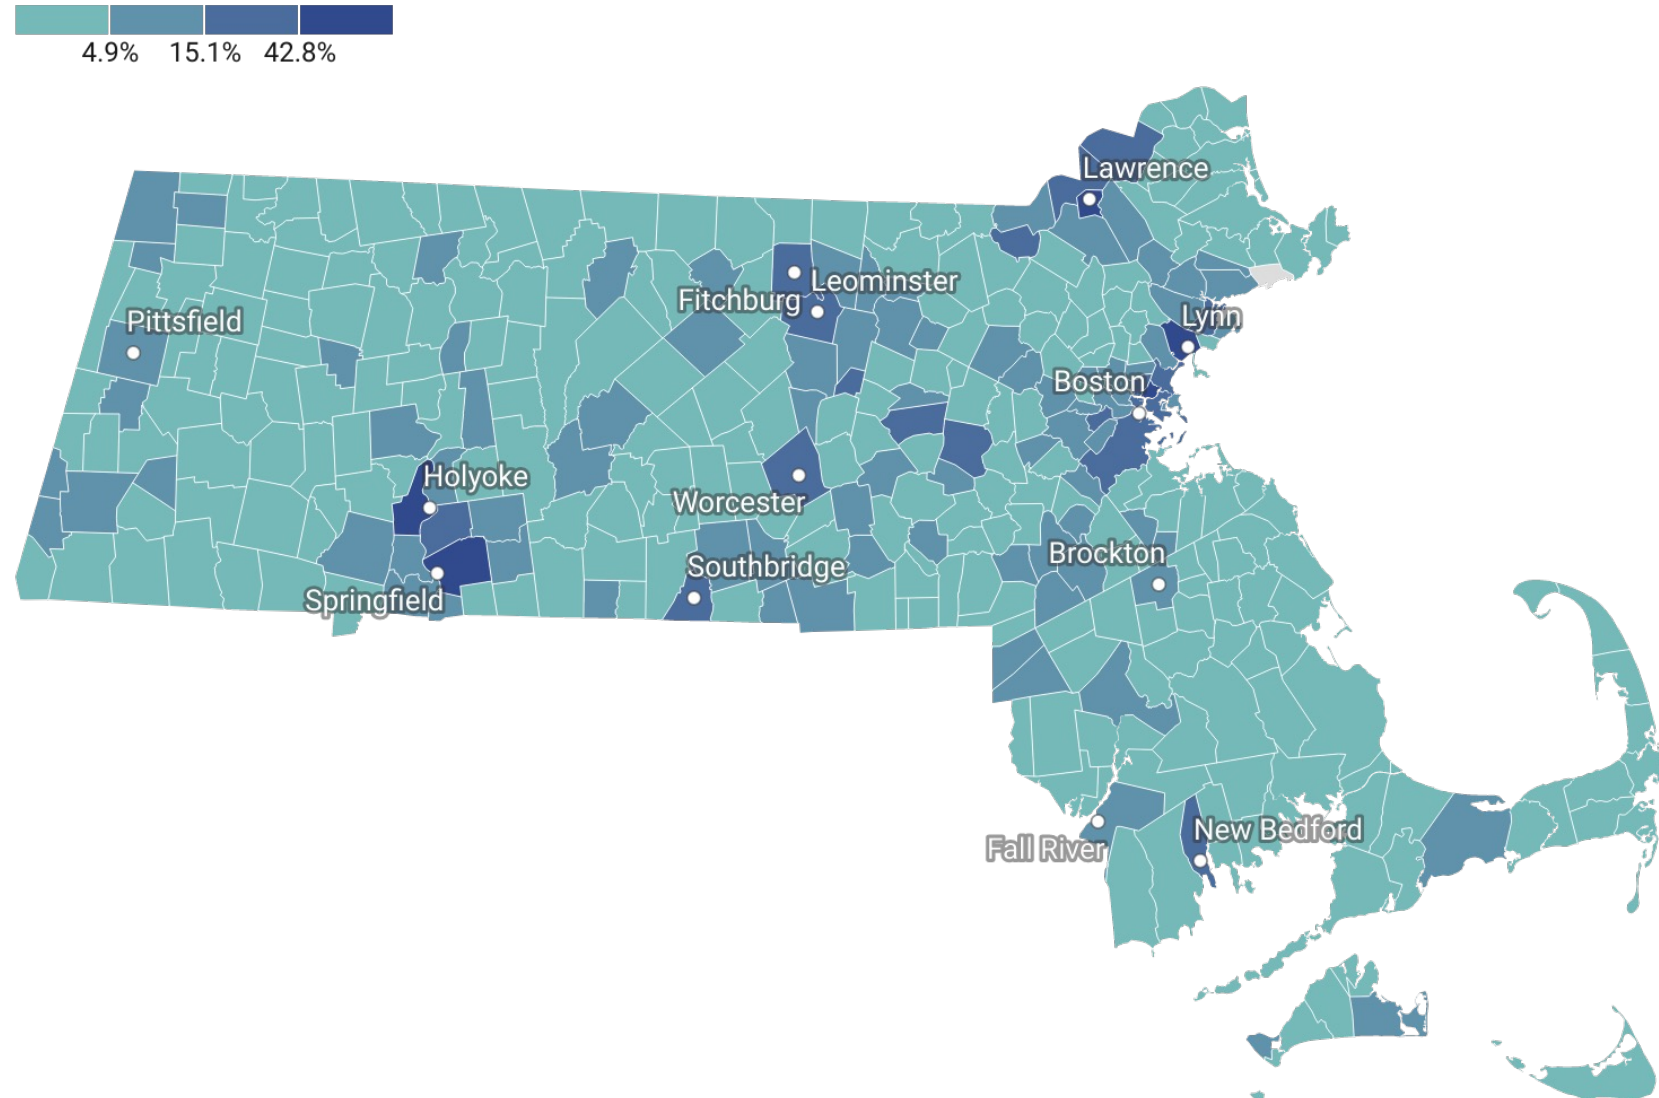 4.9% 15.1% 42.8%
Lawrence
Leominster
Fitchburg
Pittsfield
Lynn
Boston
Holyoke
Worcester
Brockton
Southbridge
Springfield
New Bedford
Fall River